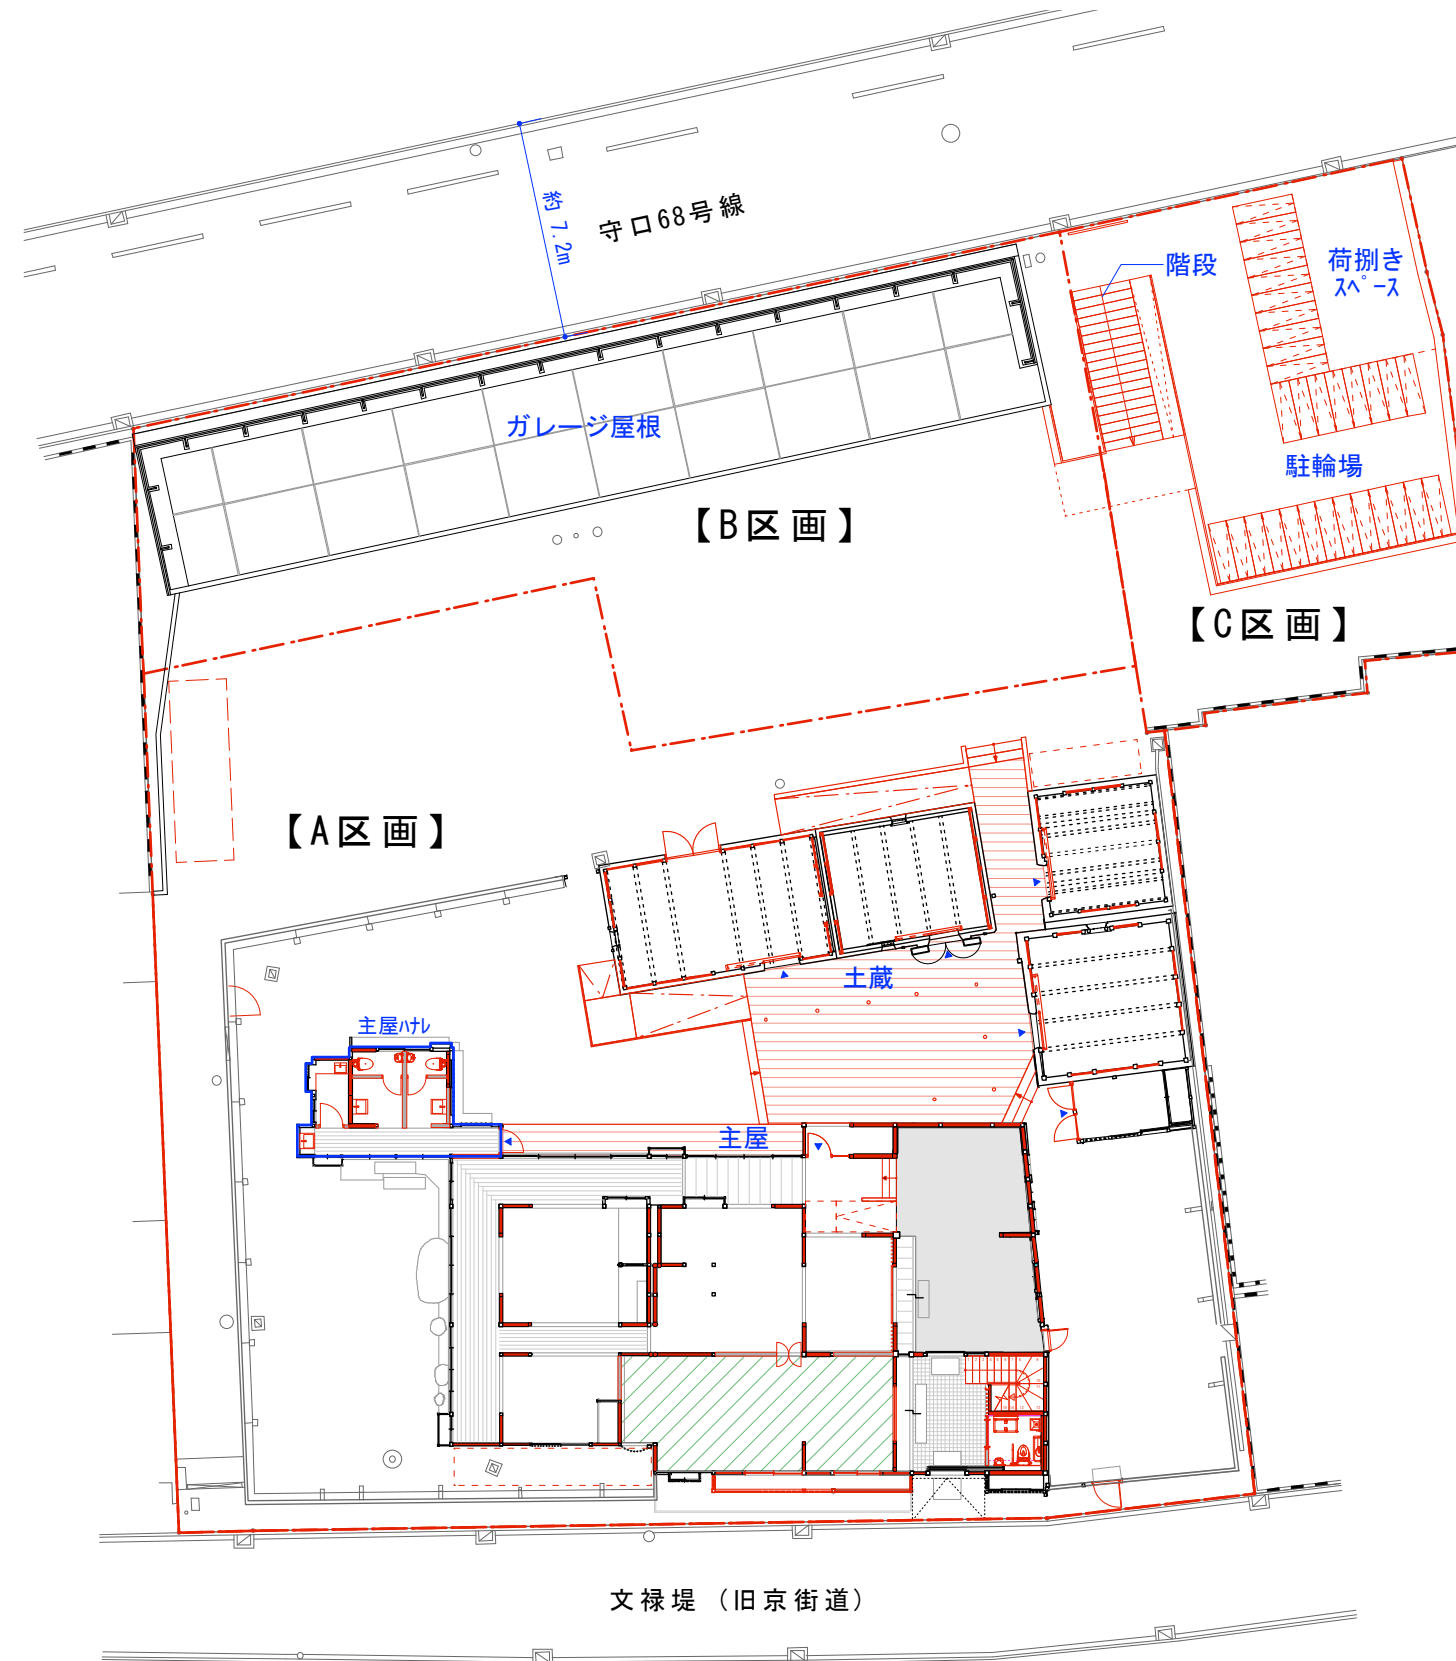 約 7.2m
守口68号線
階段
荷捌き
ｽﾍﾟｰｽ
ガレージ屋根
駐輪場
【B区画】
【C区画】
【A区画】
土蔵
主屋ﾊﾅﾚ
主屋
文禄堤（旧京街道）